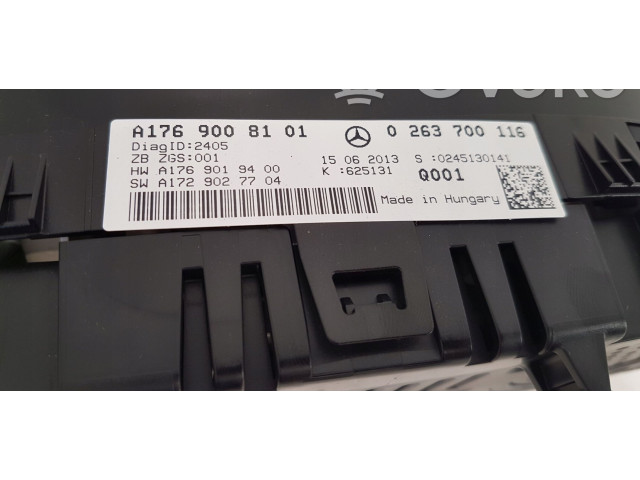 A176 900 81 01 0 263 700 116
DiagID:2405
ZB ZGS:001 15 06 2013 S :0245130141
HW A176 901 94 00 K :625131 Q001
SW A172 902 77 04
Made in Hungary